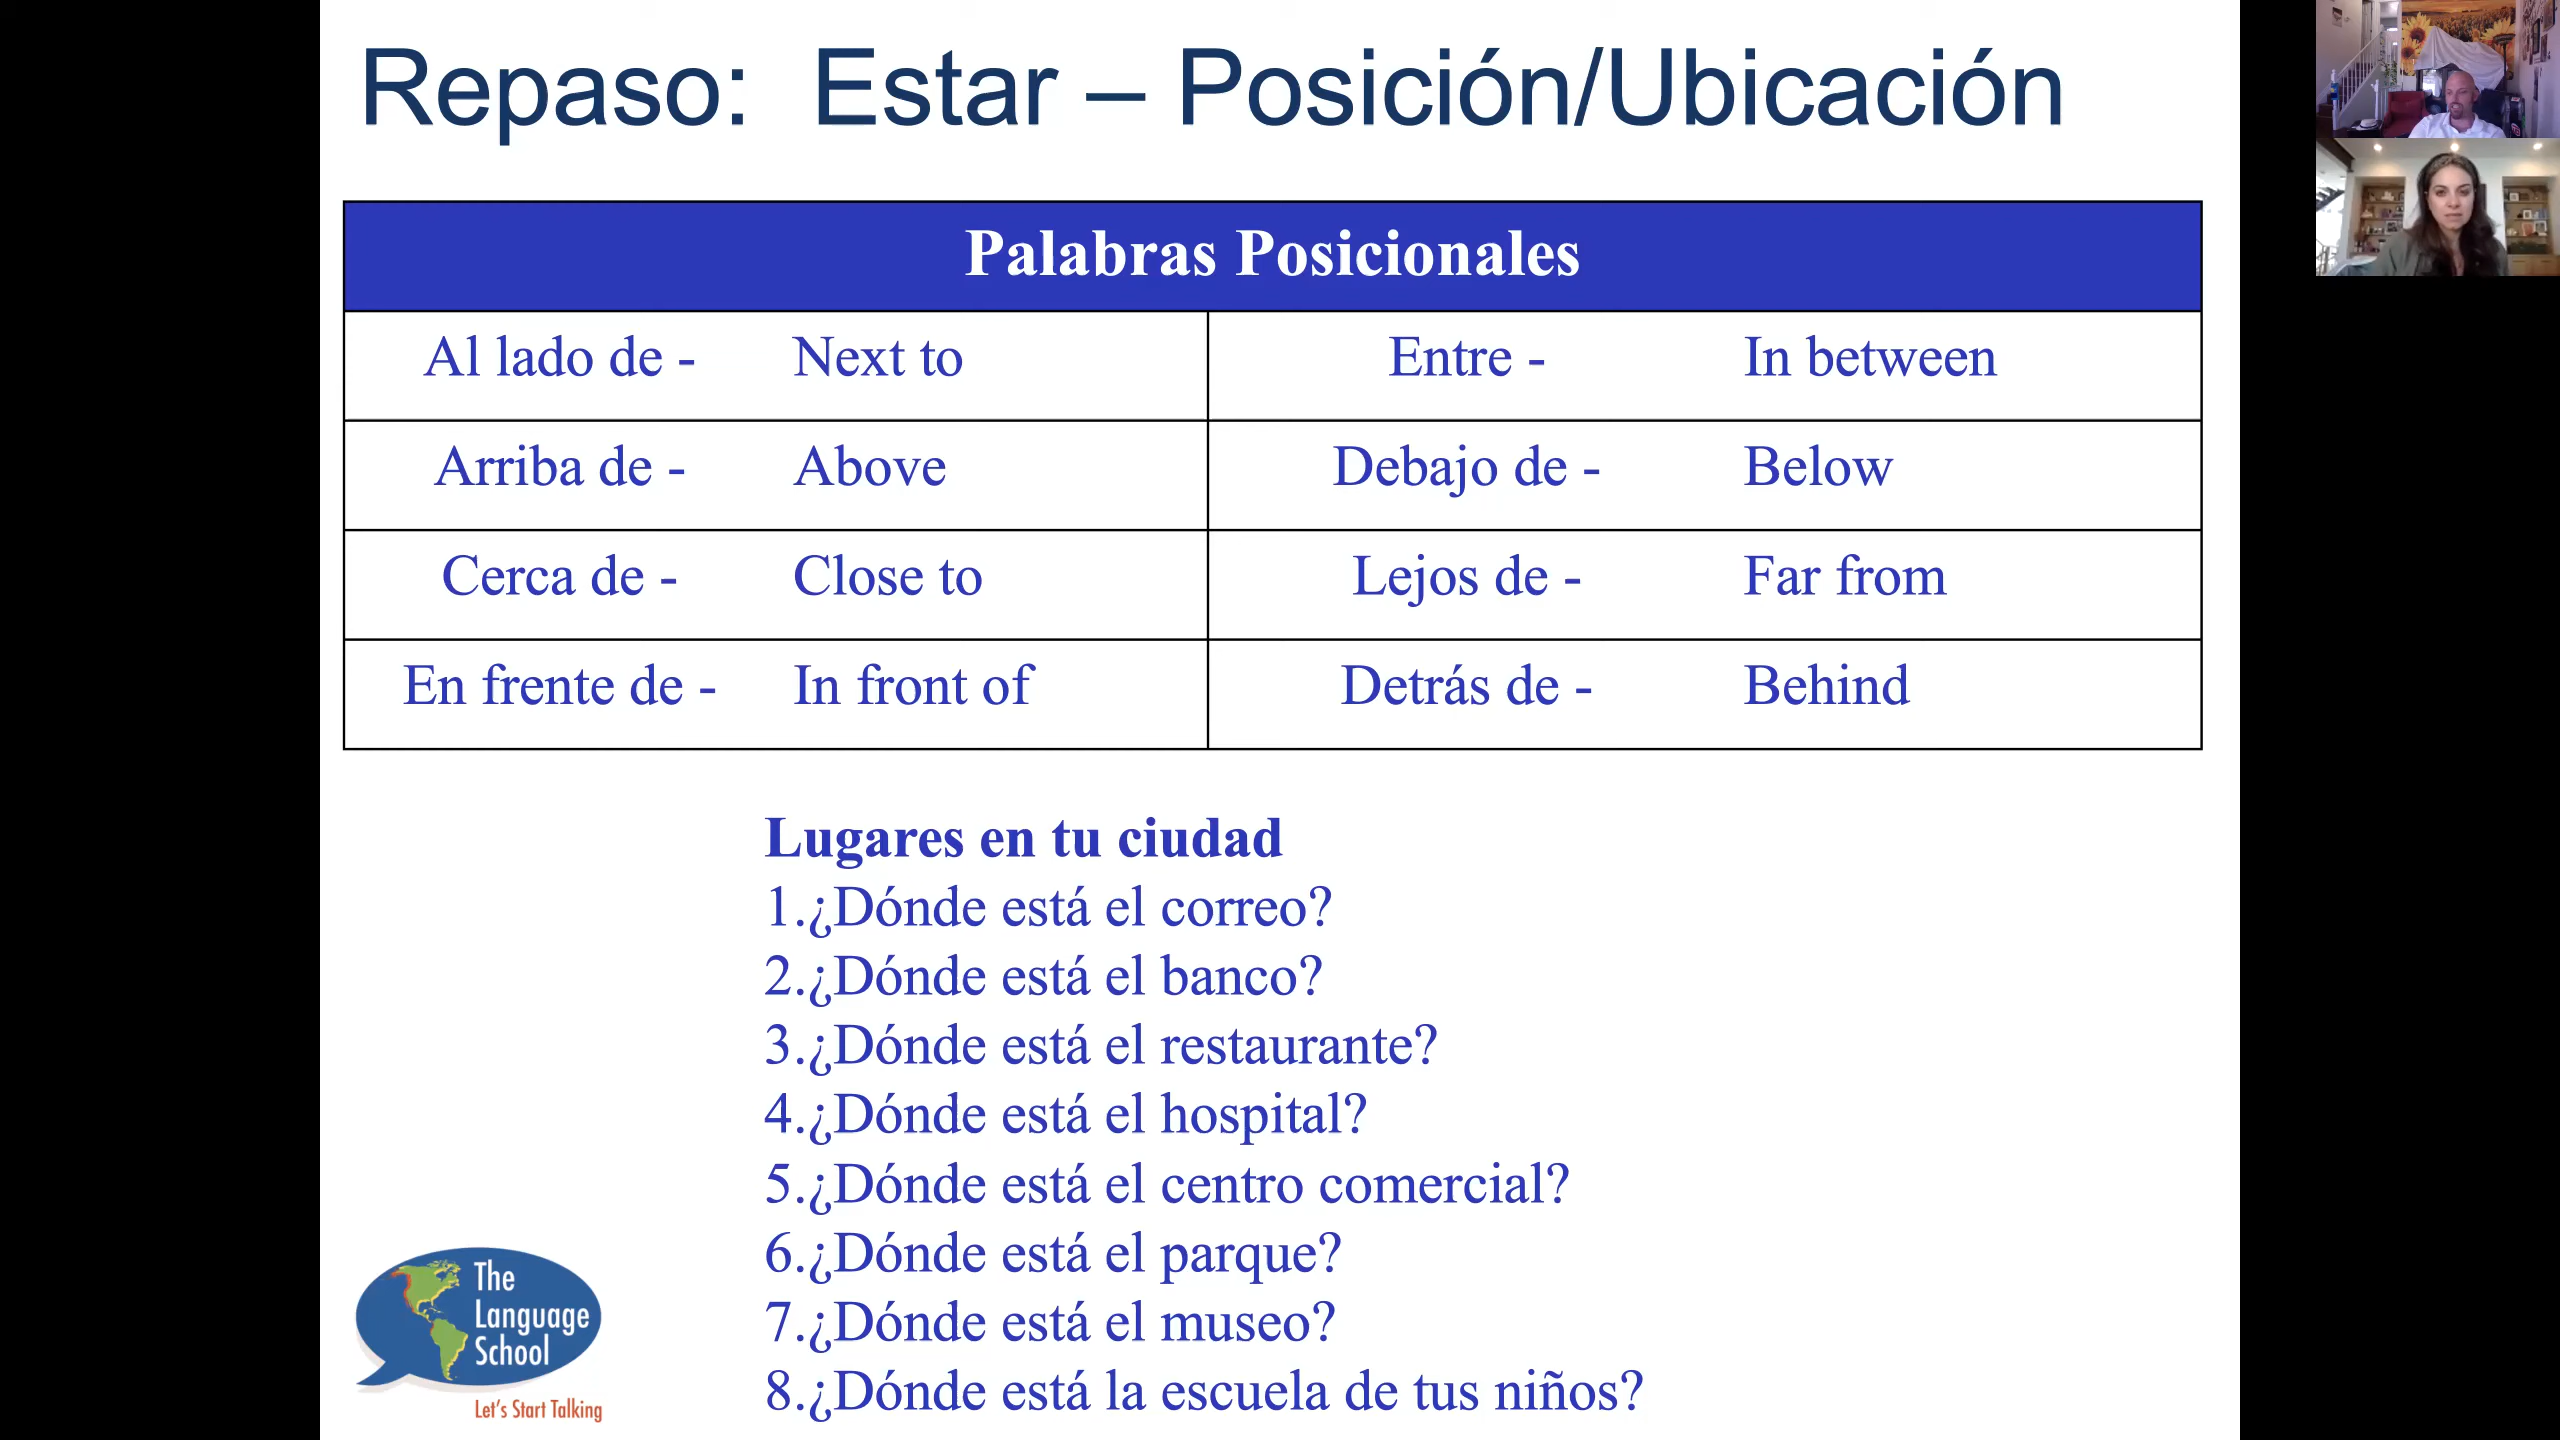 Repaso: Estar – Posición/Ubicación
Palabras Posicionales
Al lado de - Next to Entre - In between
Arriba de - Above Debajo de - Below
Cerca de - Close to Lejos de - Far from
En frente de - In front of Detrás de - Behind
Lugares en tu ciudad
1.¿Dónde está el correo?
2.¿Dónde está el banco?
3.¿Dónde está el restaurante?
4.¿Dónde está el hospital?
5.¿Dónde está el centro comercial?
6.¿Dónde está el parque?
7.¿Dónde está el museo?
8.¿Dónde está la escuela de tus niños?
The
Language
School
Let's Start Talking